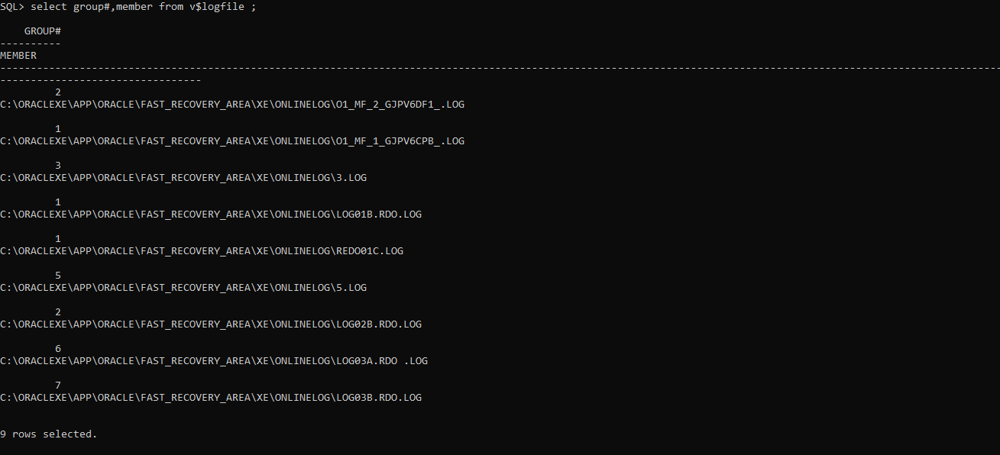 SQL> select group#,member from v$logfile ;
    GROUP#
----------
MEMBER
--------------------------------------------------------------------------------------------------------------------------------------------------------------------
---------------------------------
         2
C:\ORACLEXE\APP\ORACLE\FAST_RECOVERY_AREA\XE\ONLINELOG\O1_MF_2_GJPV6DF1_.LOG
         1
C:\ORACLEXE\APP\ORACLE\FAST_RECOVERY_AREA\XE\ONLINELOG\O1_MF_1_GJPV6CPB_.LOG
         3
C:\ORACLEXE\APP\ORACLE\FAST_RECOVERY_AREA\XE\ONLINELOG\3.LOG
         1
C:\ORACLEXE\APP\ORACLE\FAST_RECOVERY_AREA\XE\ONLINELOG\LOG01B.RDO.LOG
         1
C:\ORACLEXE\APP\ORACLE\FAST_RECOVERY_AREA\XE\ONLINELOG\REDO01C.LOG
         5
C:\ORACLEXE\APP\ORACLE\FAST_RECOVERY_AREA\XE\ONLINELOG\5.LOG
         2
C:\ORACLEXE\APP\ORACLE\FAST_RECOVERY_AREA\XE\ONLINELOG\LOG02B.RDO.LOG
         6
C:\ORACLEXE\APP\ORACLE\FAST_RECOVERY_AREA\XE\ONLINELOG\LOG03A.RDO .LOG
         7
C:\ORACLEXE\APP\ORACLE\FAST_RECOVERY_AREA\XE\ONLINELOG\LOG03B.RDO.LOG
9 rows selected.